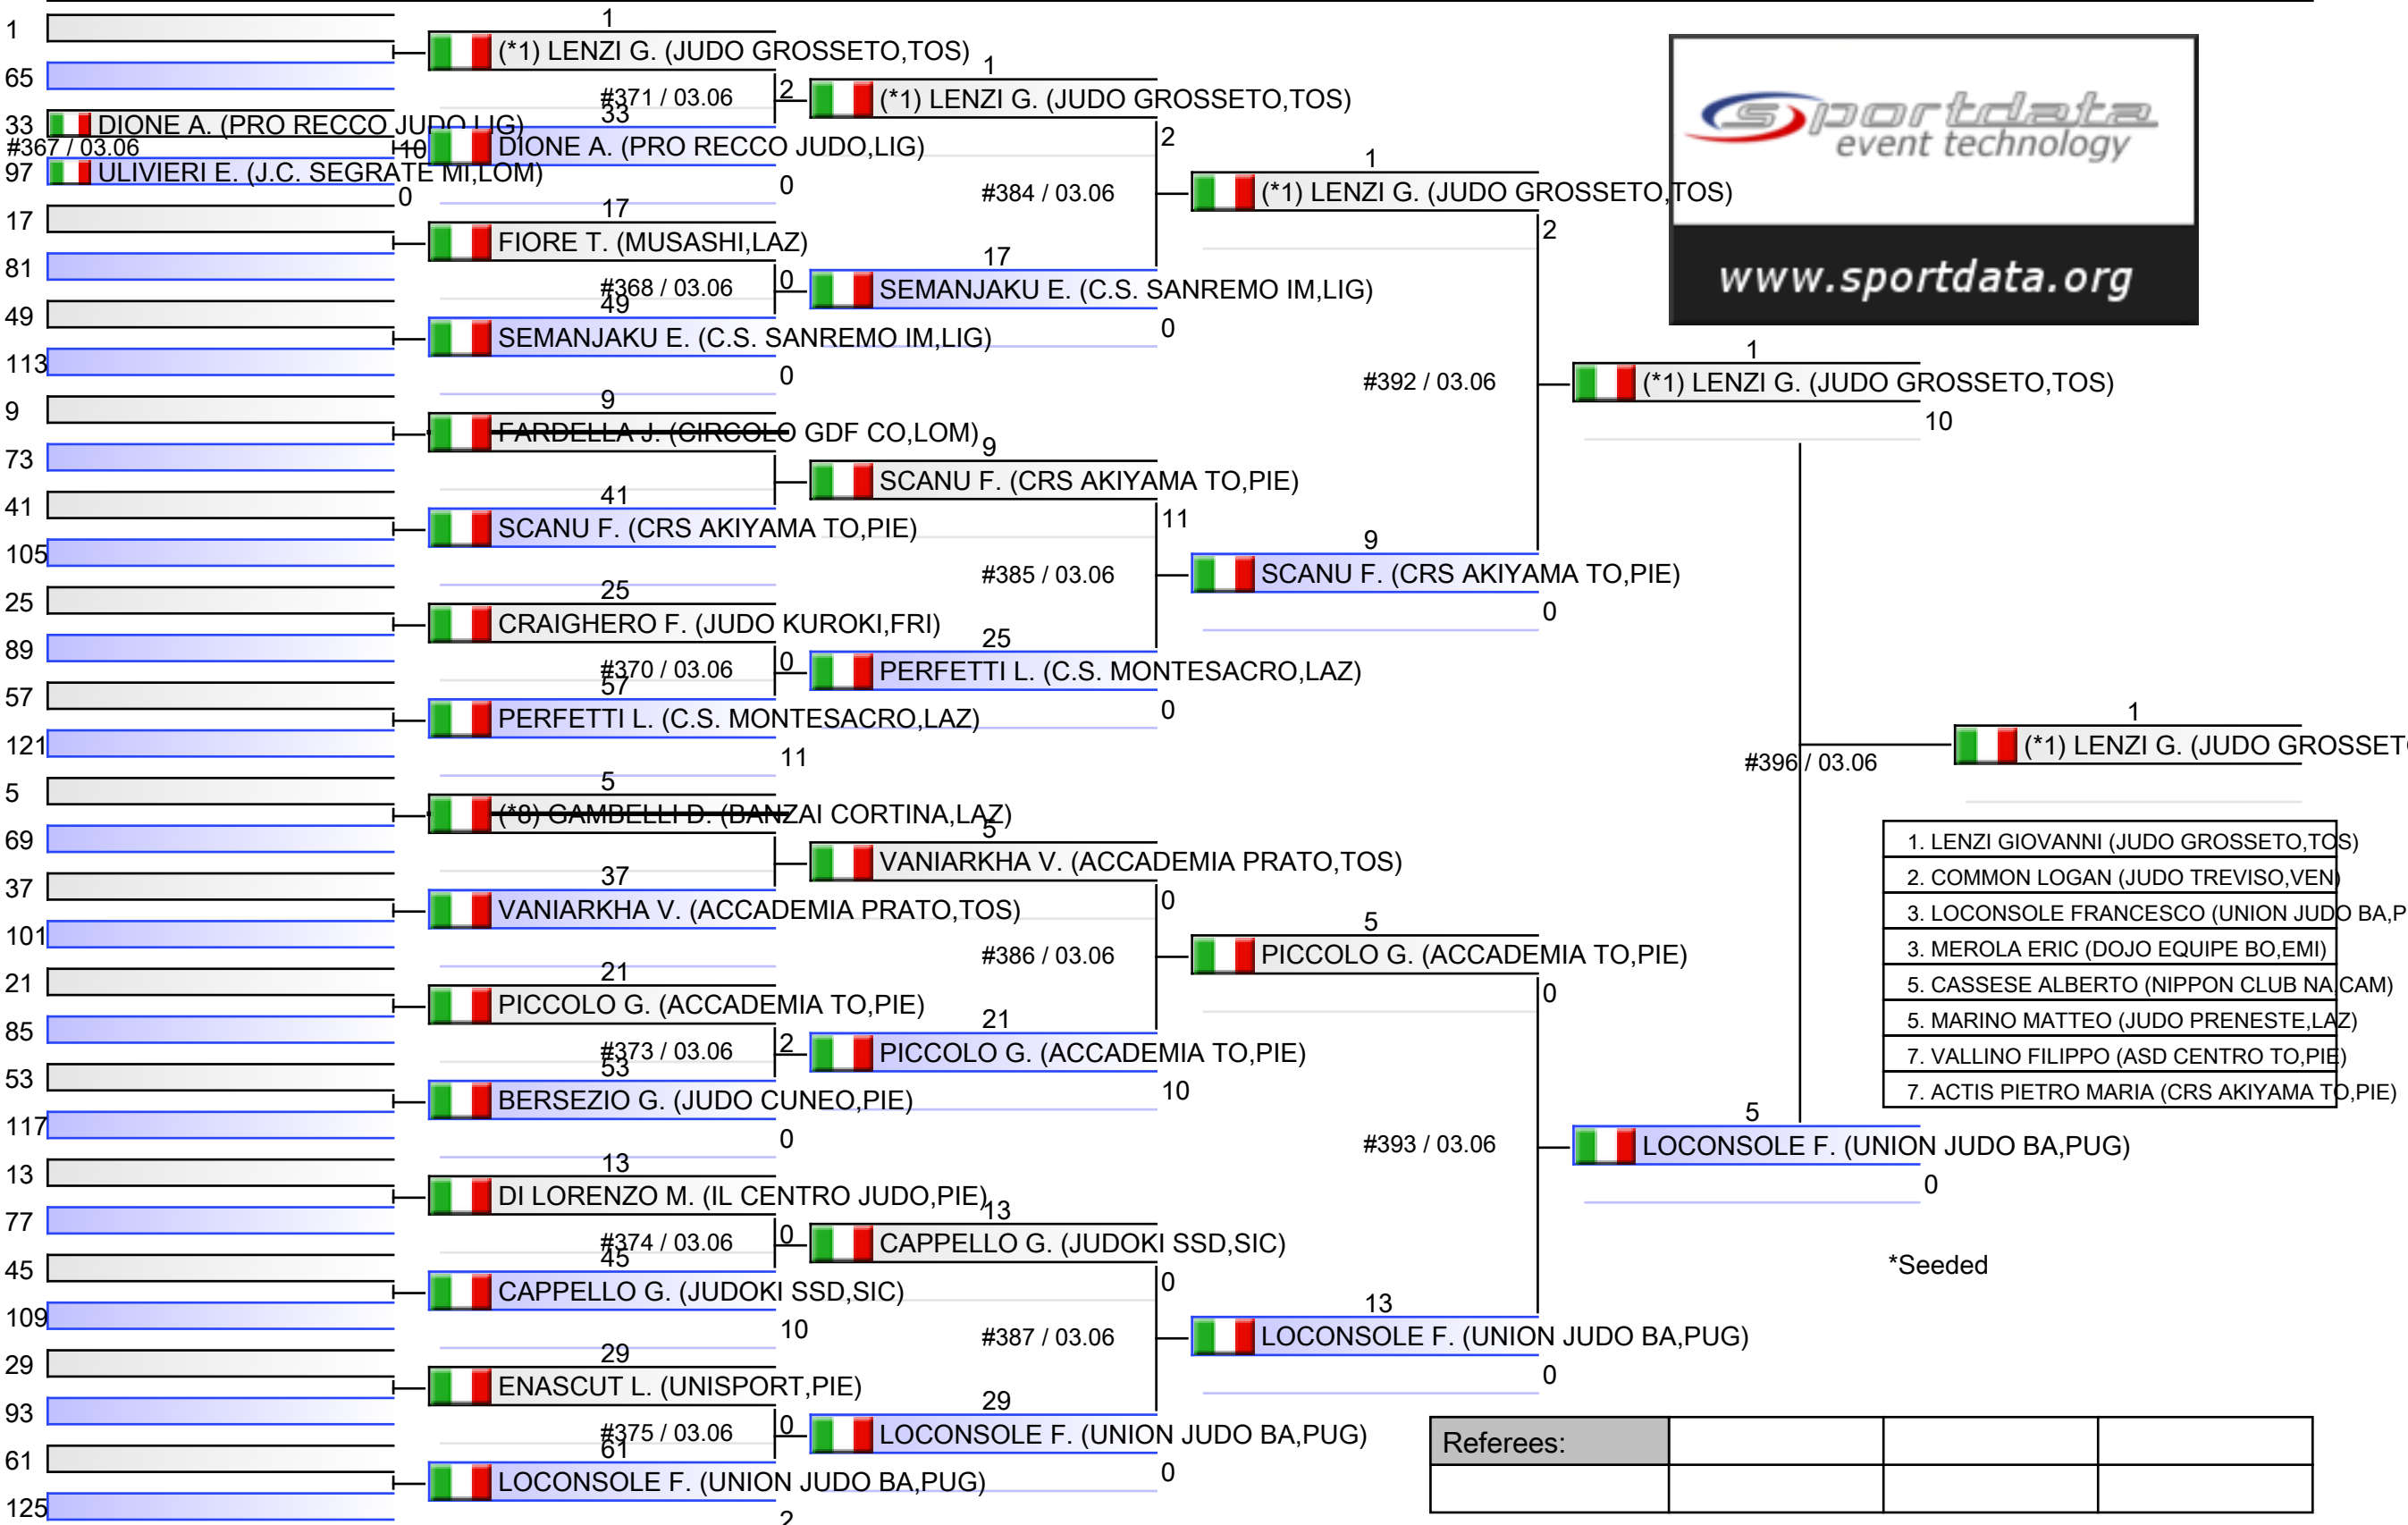 1
65
33 DIONE A. (PRO RECCO JUDO,LIG)
#367 / 03.06 10
97 ULIVIERI E. (J.C. SEGRATE MI,LOM)
0
17
81
49
113
9
73
41
105
25
89
57
121
5
69
37
101
21
85
53
117
13
77
45
109
29
93
61
125
1
(*1) LENZI G. (JUDO GROSSETO,TOS)
#371 / 03.06 2
33
DIONE A. (PRO RECCO JUDO,LIG)
0
17
FIORE T. (MUSASHI,LAZ)
#368 / 03.06 0
49
SEMANJAKU E. (C.S. SANREMO IM,LIG)
0
9
FARDELLA J. (CIRCOLO GDF CO,LOM)
41
SCANU F. (CRS AKIYAMA TO,PIE)
25
CRAIGHERO F. (JUDO KUROKI,FRI)
#370 / 03.06 0
57
PERFETTI L. (C.S. MONTESACRO,LAZ)
11
5
(*8) GAMBELLI D. (BANZAI CORTINA,LAZ)
37
VANIARKHA V. (ACCADEMIA PRATO,TOS)
21
PICCOLO G. (ACCADEMIA TO,PIE)
#373 / 03.06 2
53
BERSEZIO G. (JUDO CUNEO,PIE)
0
13
DI LORENZO M. (IL CENTRO JUDO,PIE)
#374 / 03.06 0
45
CAPPELLO G. (JUDOKI SSD,SIC)
10
29
ENASCUT L. (UNISPORT,PIE)
#375 / 03.06 0
61
LOCONSOLE F. (UNION JUDO BA,PUG)
2
1
(*1) LENZI G. (JUDO GROSSETO,TOS)
2
#384 / 03.06
17
SEMANJAKU E. (C.S. SANREMO IM,LIG)
0
9
SCANU F. (CRS AKIYAMA TO,PIE)
11
#385 / 03.06
25
PERFETTI L. (C.S. MONTESACRO,LAZ)
0
5
VANIARKHA V. (ACCADEMIA PRATO,TOS)
0
#386 / 03.06
21
PICCOLO G. (ACCADEMIA TO,PIE)
10
13
CAPPELLO G. (JUDOKI SSD,SIC)
0
#387 / 03.06
29
LOCONSOLE F. (UNION JUDO BA,PUG)
0
1
(*1) LENZI G. (JUDO GROSSETO,TOS)
2
#392 / 03.06
9
SCANU F. (CRS AKIYAMA TO,PIE)
0
5
PICCOLO G. (ACCADEMIA TO,PIE)
0
#393 / 03.06
13
LOCONSOLE F. (UNION JUDO BA,PUG)
0
sportdata
event technology
www.sportdata.org
1
(*1) LENZI G. (JUDO GROSSETO,TOS)
10
#396 / 03.06
5
LOCONSOLE F. (UNION JUDO BA,PUG)
0
1
(*1) LENZI G. (JUDO GROSSET
1. LENZI GIOVANNI (JUDO GROSSETO,TOS)
2. COMMON LOGAN (JUDO TREVISO,VEN)
3. LOCONSOLE FRANCESCO (UNION JUDO BA,P
3. MEROLA ERIC (DOJO EQUIPE BO,EMI)
5. CASSESE ALBERTO (NIPPON CLUB NA,CAM)
5. MARINO MATTEO (JUDO PRENESTE,LAZ)
7. VALLINO FILIPPO (ASD CENTRO TO,PIE)
7. ACTIS PIETRO MARIA (CRS AKIYAMA TO,PIE)
*Seeded
Referees: